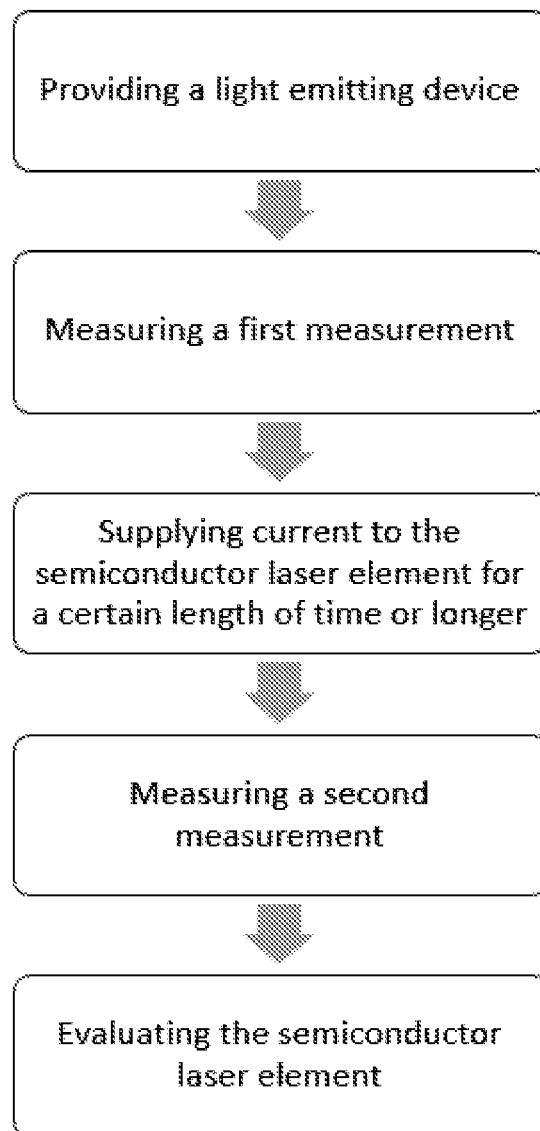 Providing a light emitting device
Measuring a first measurement
Supplying current to the
semiconductor laser element for
a certain length of time or longer
Measuring a second
measurement
Evaluating the semiconductor
laser element